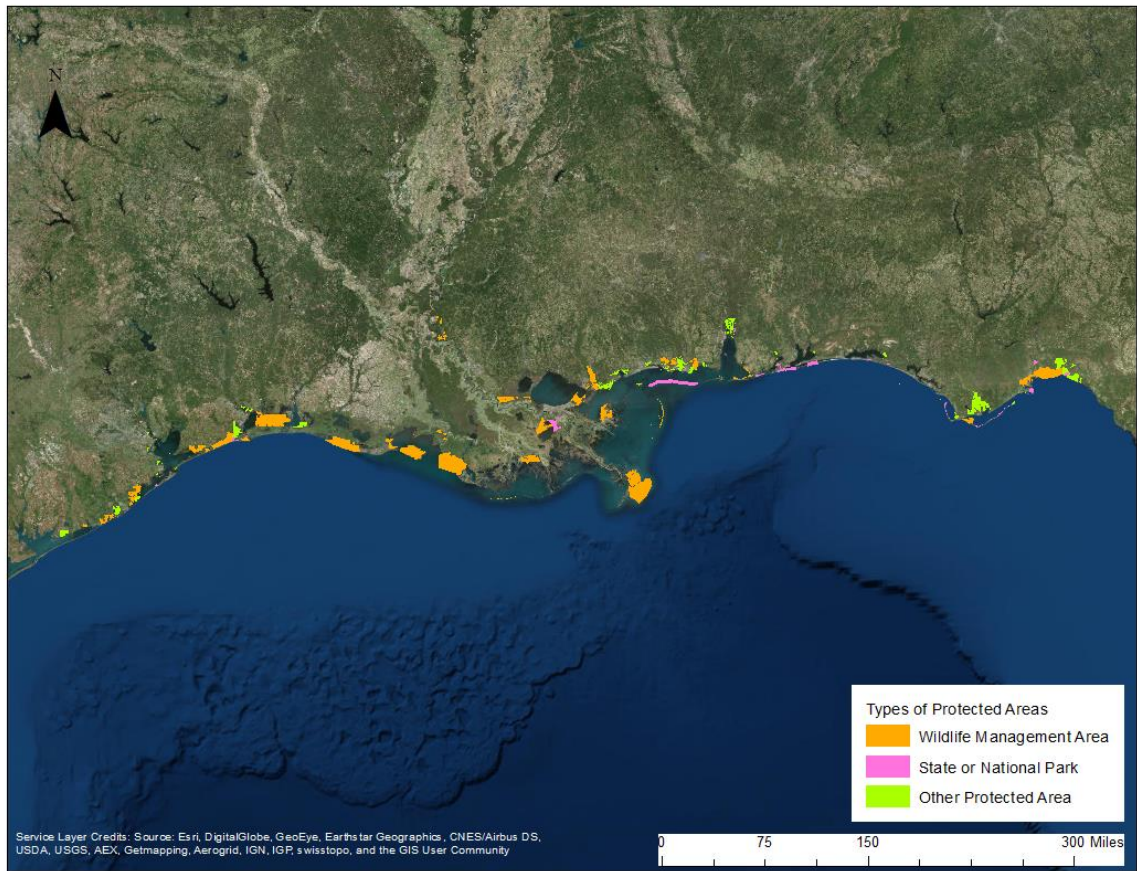 N
Types of Protected Areas
Wildlife Management Area
State or National Park
Other Protected Area
Service Layer Credits: Source: Esri, DigitalGlobe, GeoEye, Earthstar Geographics, CNES/Airbus DS,
USDA, USGS, AEX, Getmapping, Aerogrid, IGN, IGP, swisstopo, and the GIS User Community
0 75 150 300 Miles